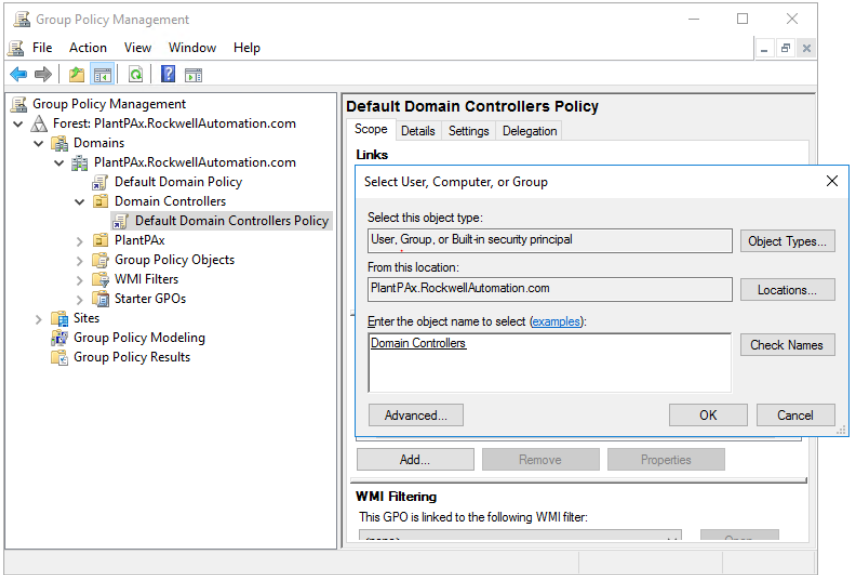 Group Policy Management
File Action View Window Help
Group Policy Management
Forest: PlantPAx.RockwellAutomation.com
Domains
PlantPAx.RockwellAutomation.com
Default Domain Policy
Domain Controllers
Default Domain Controllers Policy
PlantPAx
Group Policy Objects
WMI Filters
Starter GPOs
Sites
Group Policy Modeling
Group Policy Results
Default Domain Controllers Policy
Scope Details Settings Delegation
Links
Select User, Computer, or Group
Select this object type:
User, Group, or Built-in security principal
Object Types...
From this location:
PlantPAx.RockwellAutomation.com
Locations...
Enter the object name to select (examples):
Domain Controllers
Check Names
Advanced...
OK
Cancel
Add...
Remove
Properties
WMI Filtering
This GPO is linked to the following WMI filter: